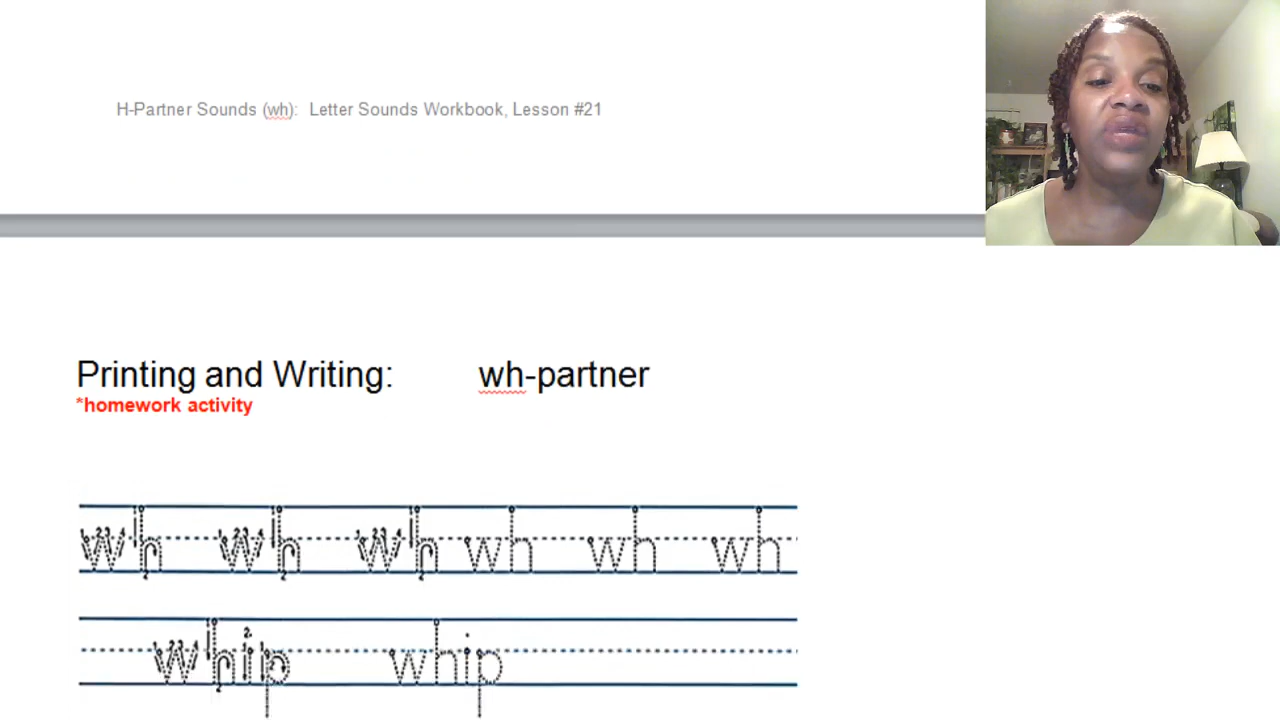 H-Partner Sounds (wh): Letter Sounds Workbook, Lesson #21
Printing and Writing: wh-partner
*homework activity
wh wh wh wh wh wh
whip whip